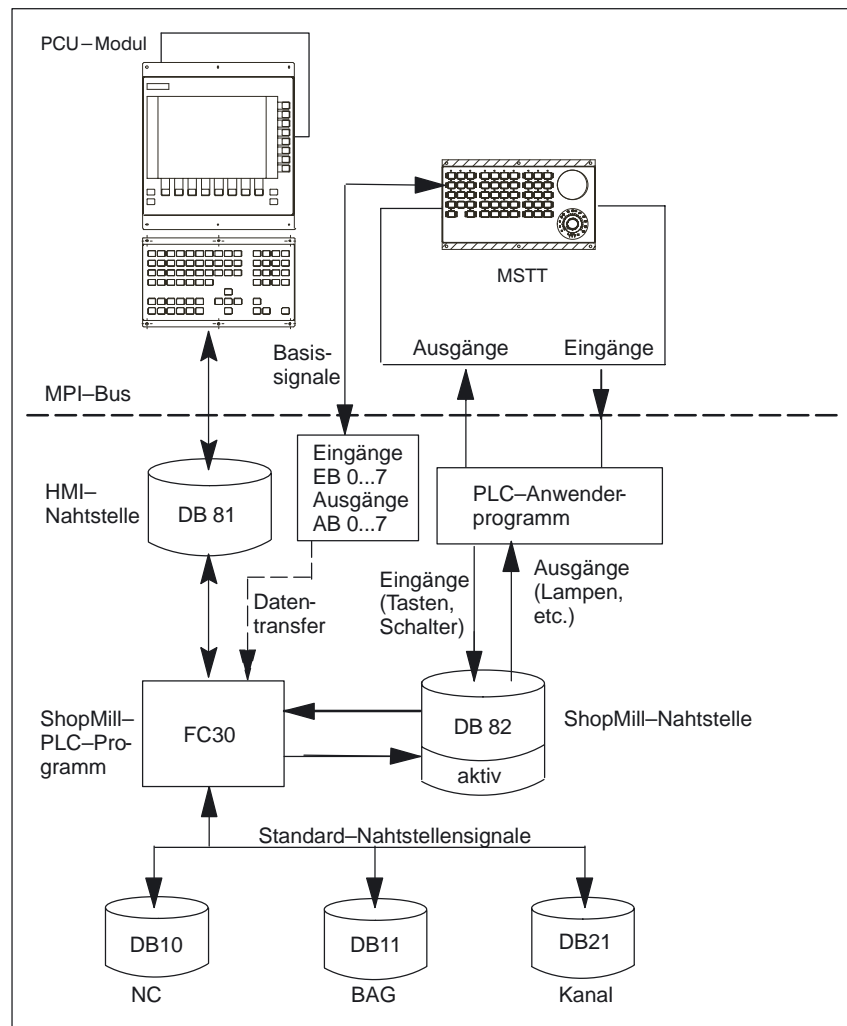 PCU–Modul
MSTT
Basis-
signale
Ausgänge
Eingänge
MPI–Bus
HMI–
Nahtstelle
DB 81
Eingänge
EB 0...7
Ausgänge
AB 0...7
PLC–Anwender-
programm
Daten-
transfer
Eingänge
(Tasten,
Schalter)
Ausgänge
(Lampen,
etc.)
ShopMill–
PLC–Pro-
gramm
FC30
DB 82
aktiv
ShopMill–Nahtstelle
Standard–Nahtstellensignale
DB10
DB11
DB21
NC
BAG
Kanal